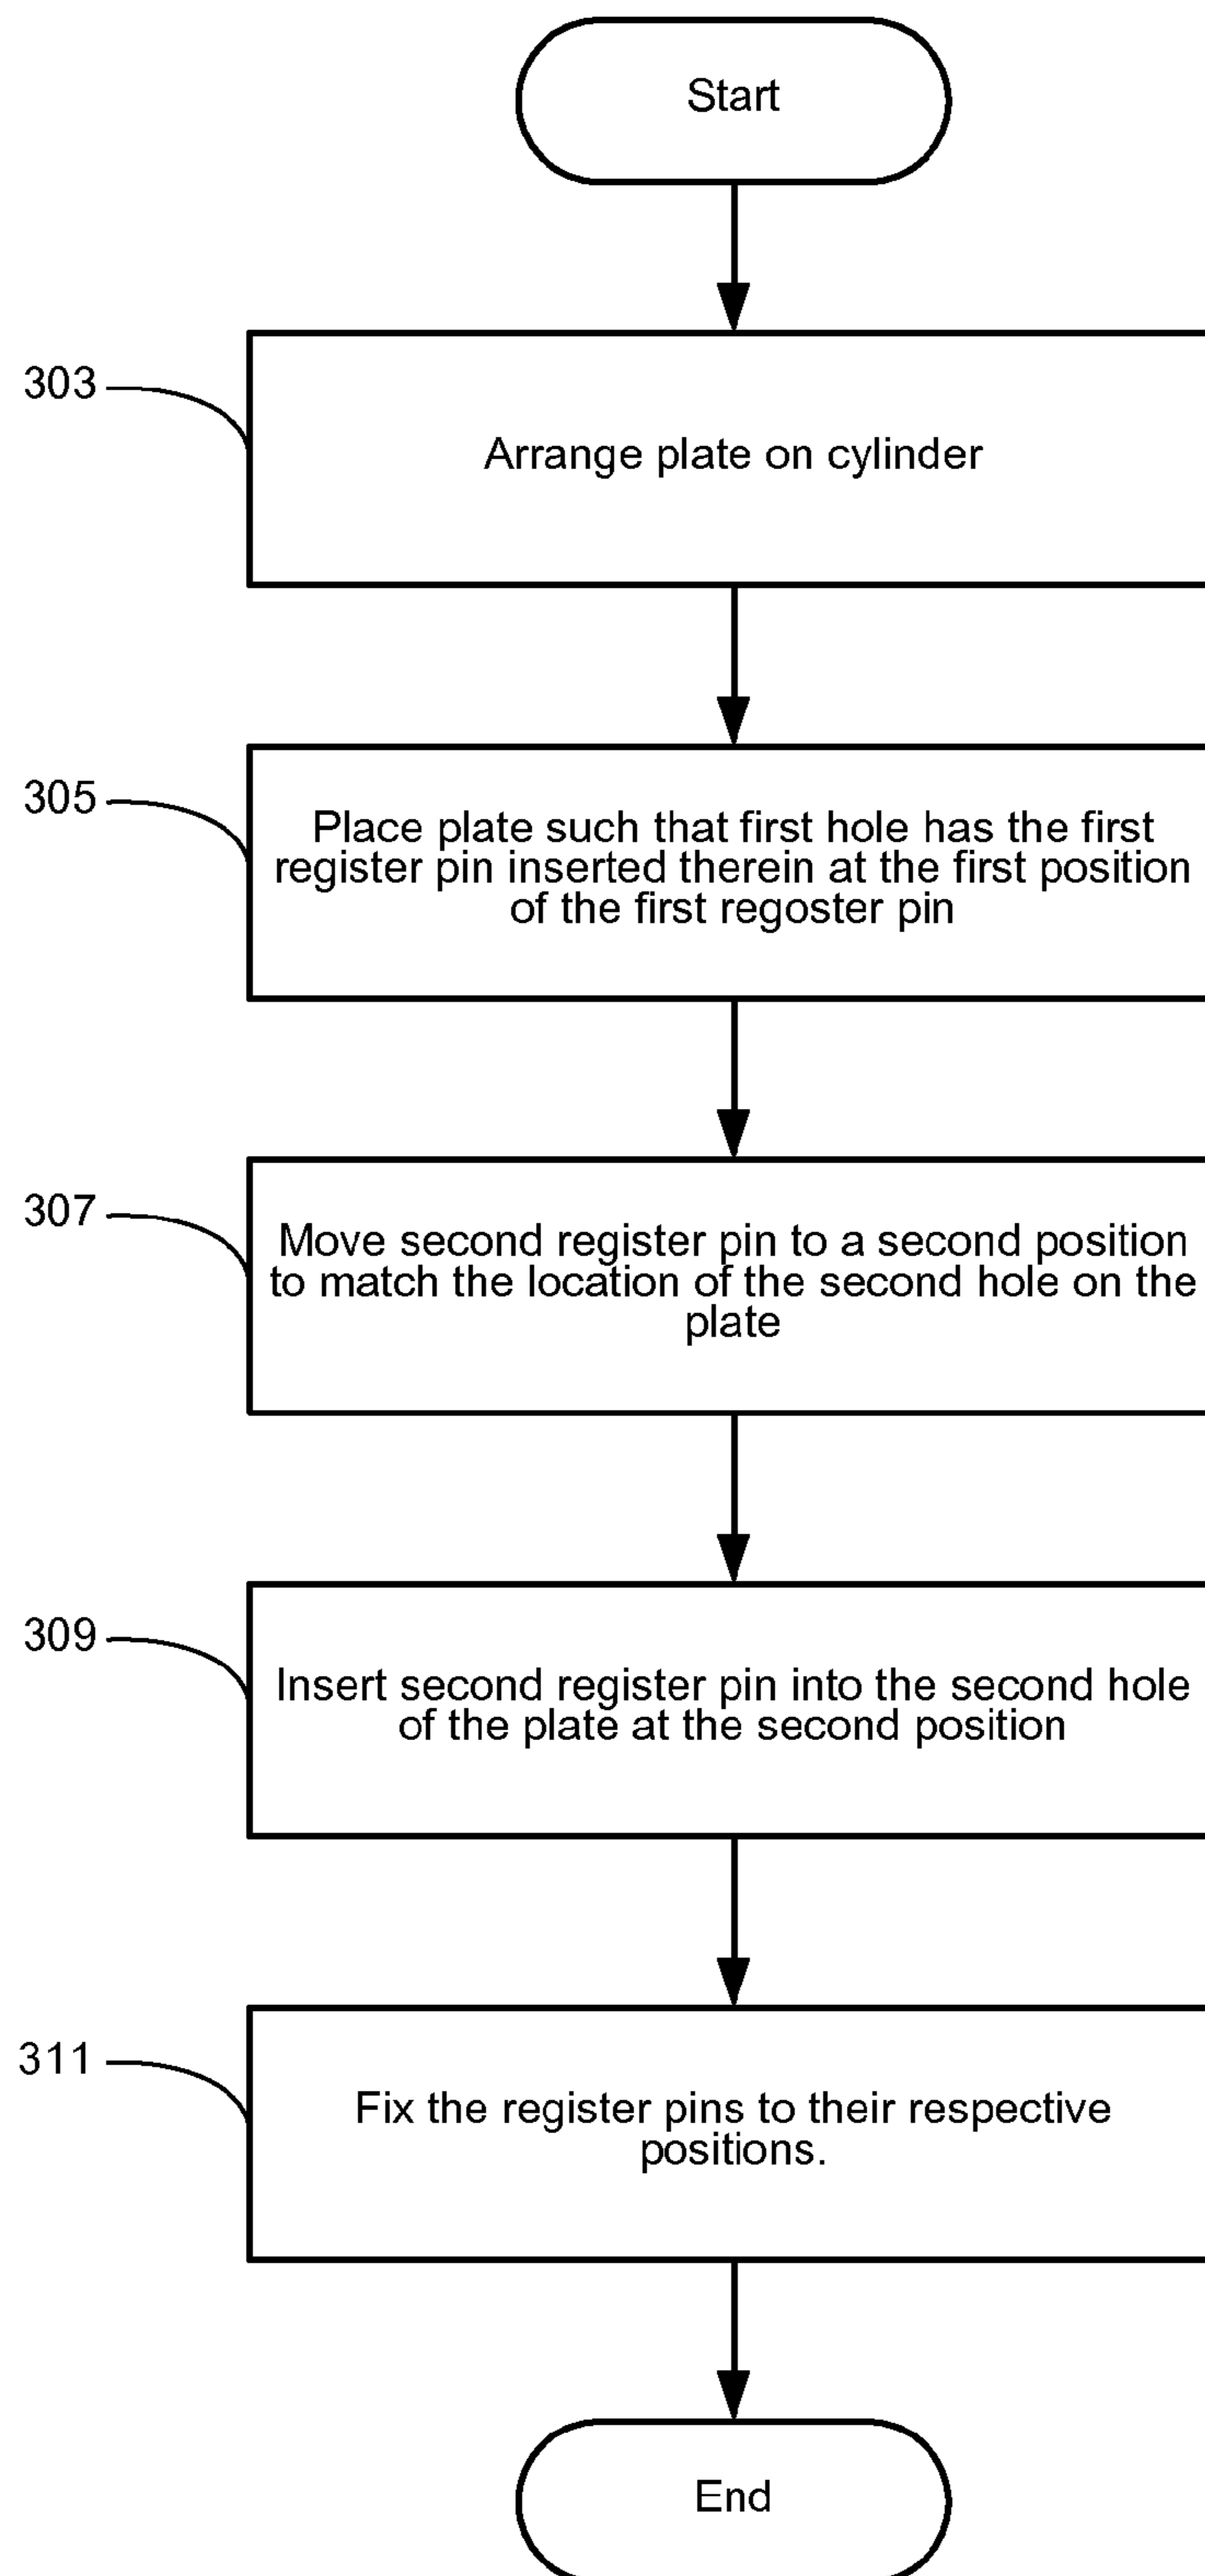 Start
303
Arrange plate on cylinder
305
Place plate such that first hole has the first
register pin inserted therein at the first position
of the first regoster pin
307
Move second register pin to a second position
to match the location of the second hole on the
plate
309
Insert second register pin into the second hole
of the plate at the second position
311
Fix the register pins to their respective
positions.
End